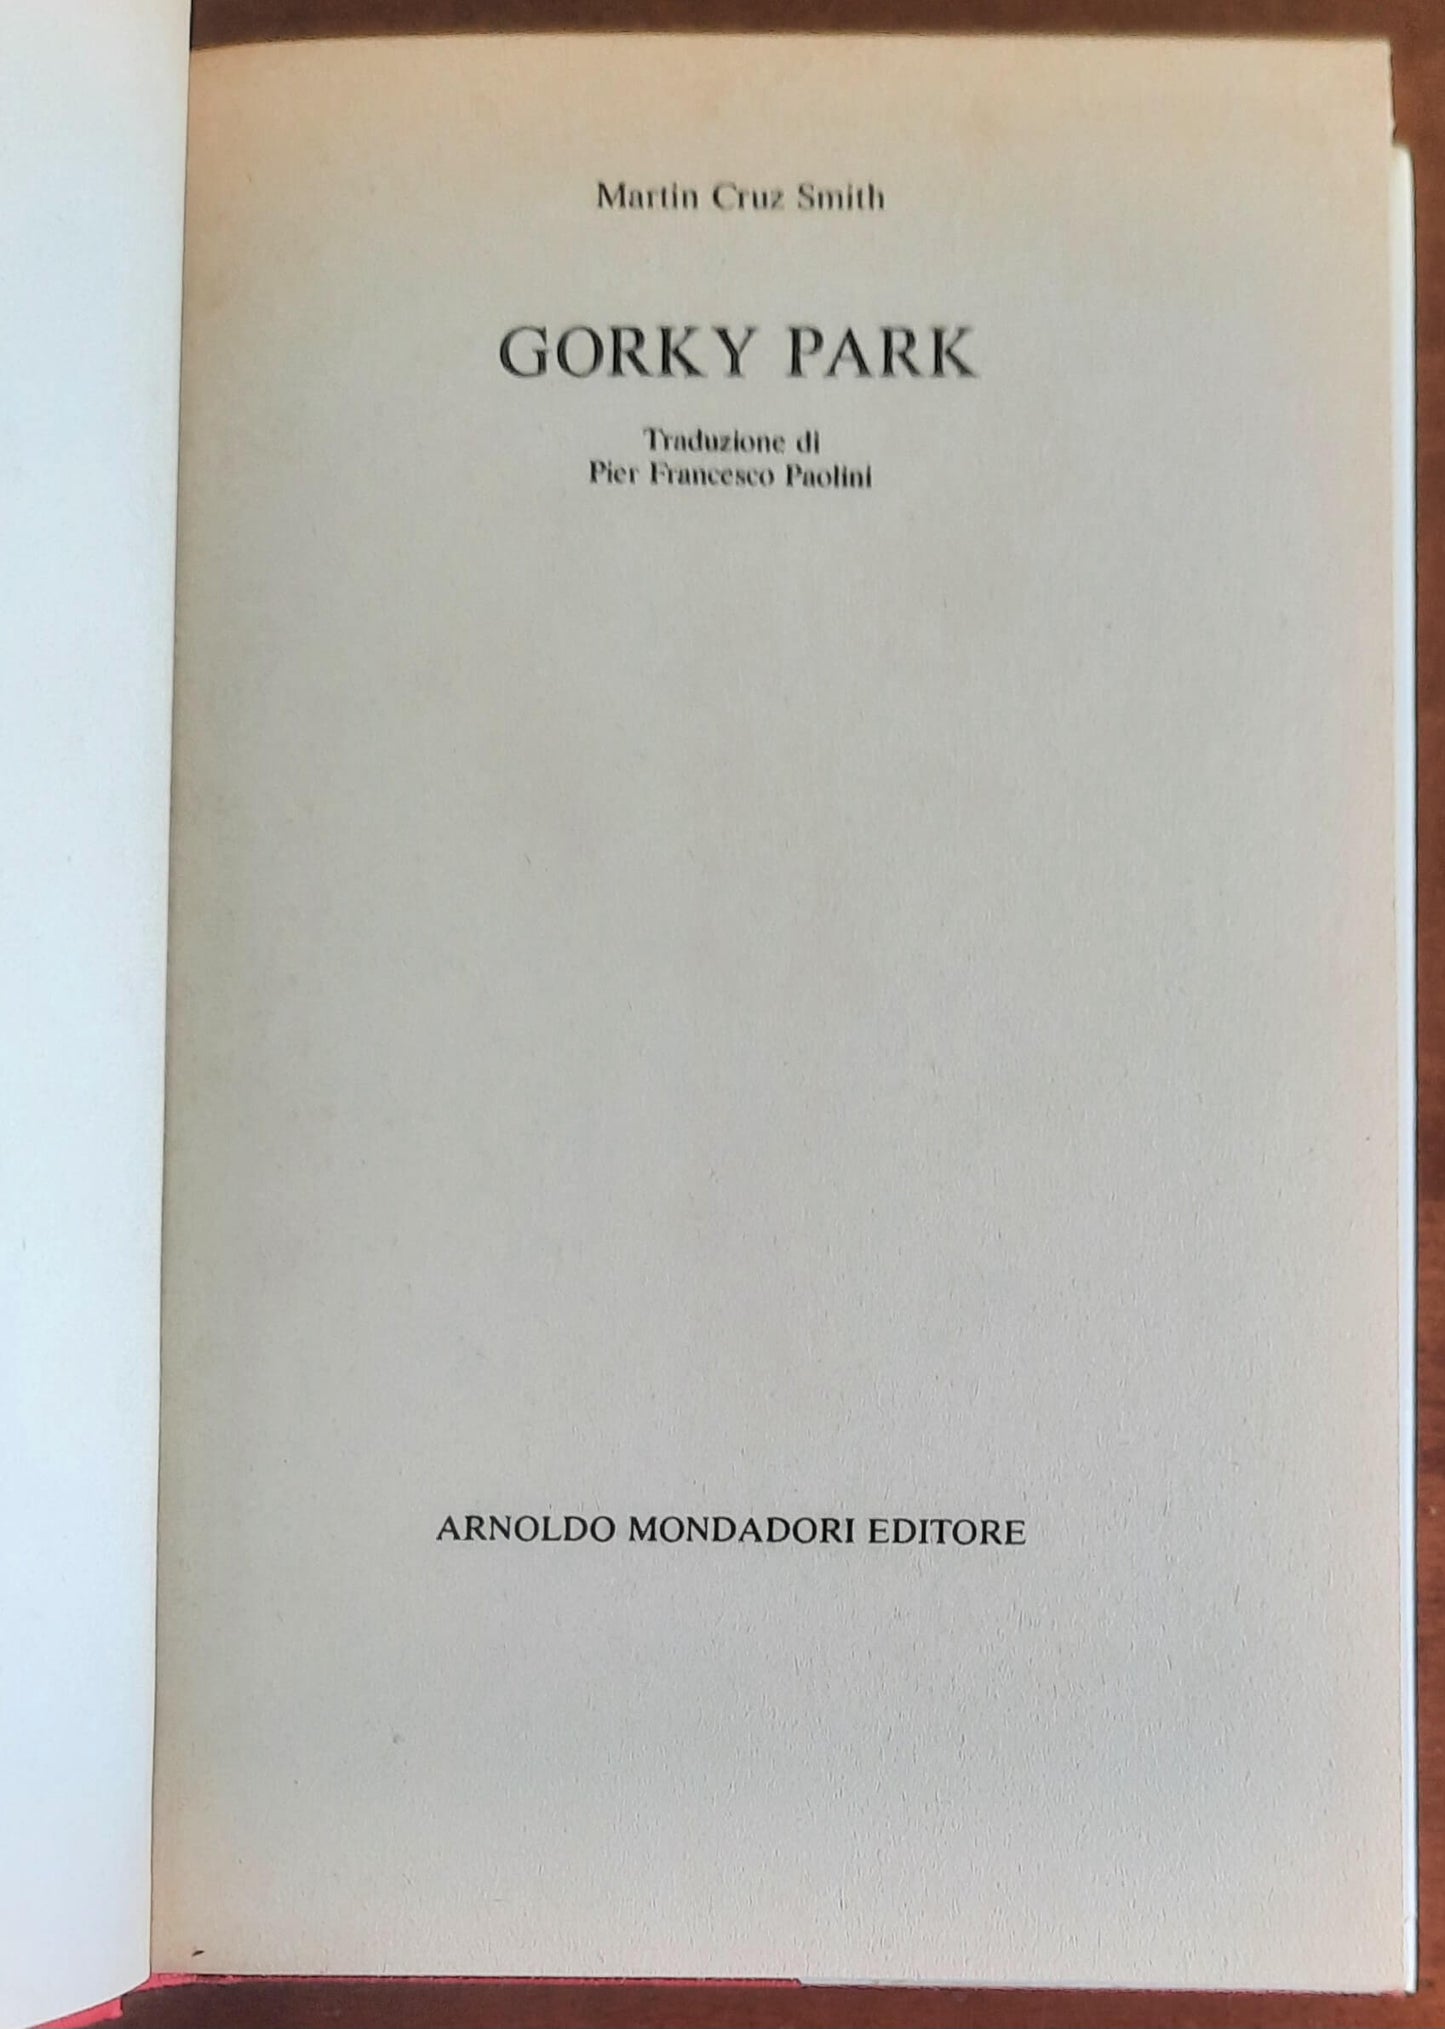 Martin Cruz Smith
GORKY PARK
Traduzione di
Pier Francesco Paolini
ARNOLDO MONDADORI EDITORE